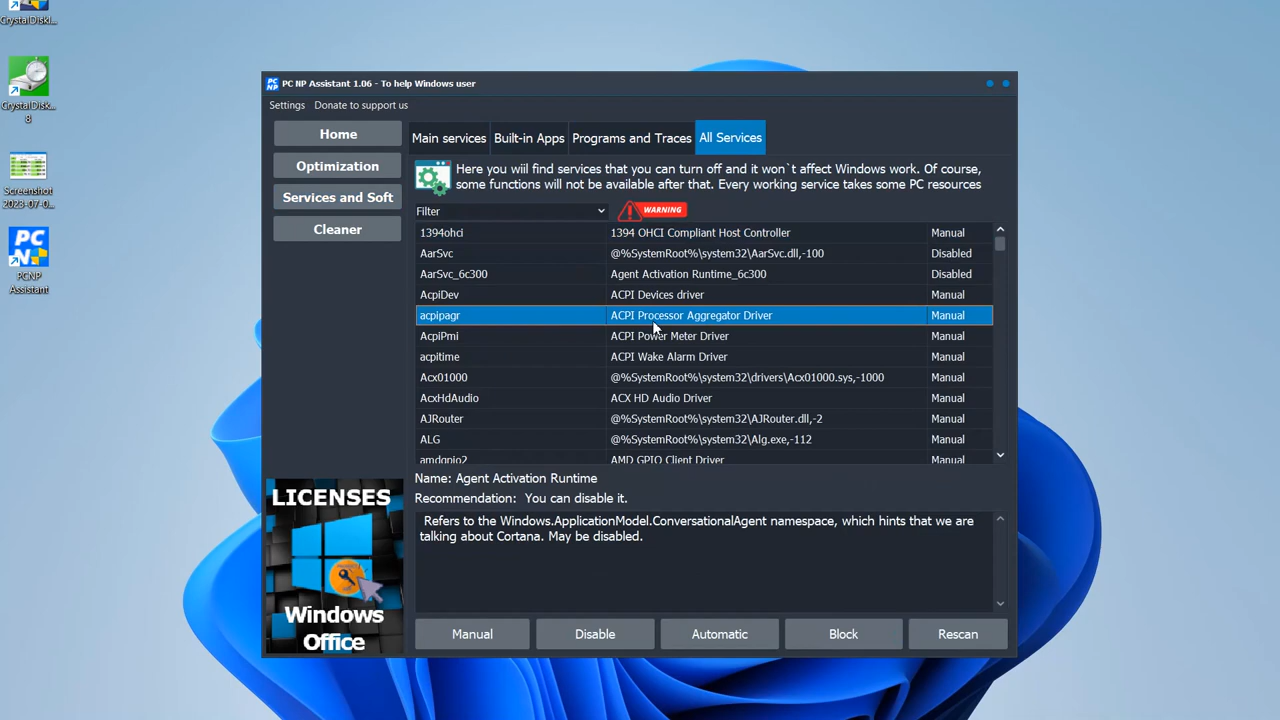 CrystalDiskI...
CrystalDisk...
8
Screenshot
2023-07-0...
PC
NP
PCNP
Assistant
PC
NP
PC NP Assistant 1.06 - To help Windows user
Settings
Donate to support us
Home
Optimization
Services and Soft
Cleaner
Main services
Built-in Apps
Programs and Traces
All Services
Here you wiil find services that you can turn off and it won`t affect Windows work. Of course,
some functions will not be available after that. Every working service takes some PC resources
Filter
WARNING
1394ohci 1394 OHCI Compliant Host Controller Manual
AarSvc @%SystemRoot%\system32\AarSvc.dll,-100 Disabled
AarSvc_6c300 Agent Activation Runtime_6c300 Disabled
AcpiDev ACPI Devices driver Manual
acpipagr ACPI Processor Aggregator Driver Manual
AcpiPmi ACPI Power Meter Driver Manual
acpitime ACPI Wake Alarm Driver Manual
Acx01000 @%SystemRoot%\system32\drivers\Acx01000.sys,-1000 Manual
AcxHdAudio ACX HD Audio Driver Manual
AJRouter @%SystemRoot%\system32\AJRouter.dll,-2 Manual
ALG @%SystemRoot%\system32\Alg.exe,-112 Manual
amdgpio2 AMD GPIO Client Driver Manual
Name: Agent Activation Runtime
Recommendation: You can disable it.
Refers to the Windows.ApplicationModel.ConversationalAgent namespace, which hints that we are
talking about Cortana. May be disabled.
LICENSES
Windows
Office
Manual
Disable
Automatic
Block
Rescan